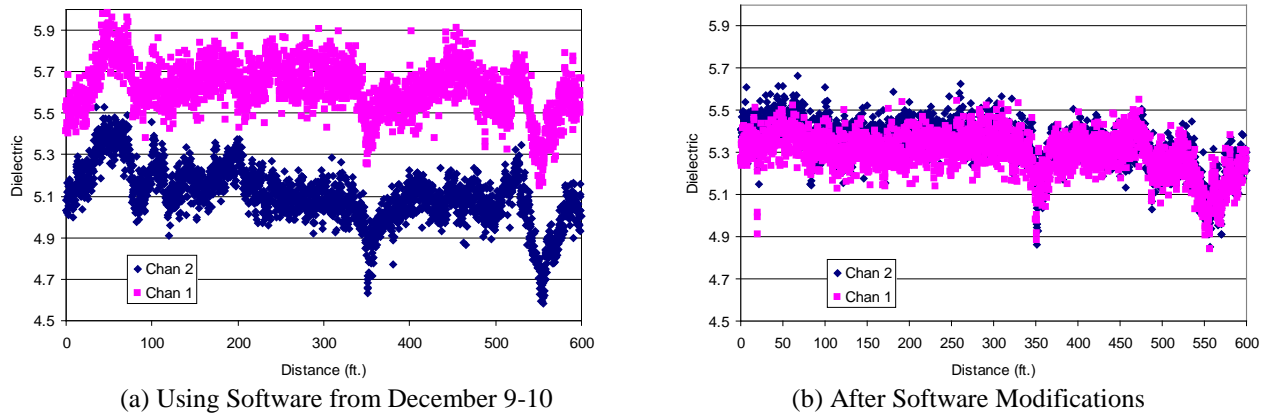 5.9
5.7
5.5
5.3
5.1
4.9
4.7
4.5
Dielectric
Chan 2
Chan 1
0 100 200 300 400 500 600
Distance (ft.)
(a) Using Software from December 9-10
5.9
5.7
5.5
5.3
5.1
4.9
4.7
4.5
Dielectric
Chan 2
Chan 1
0 50 100 150 200 250 300 350 400 450 500 550 600
Distance (ft.)
(b) After Software Modifications